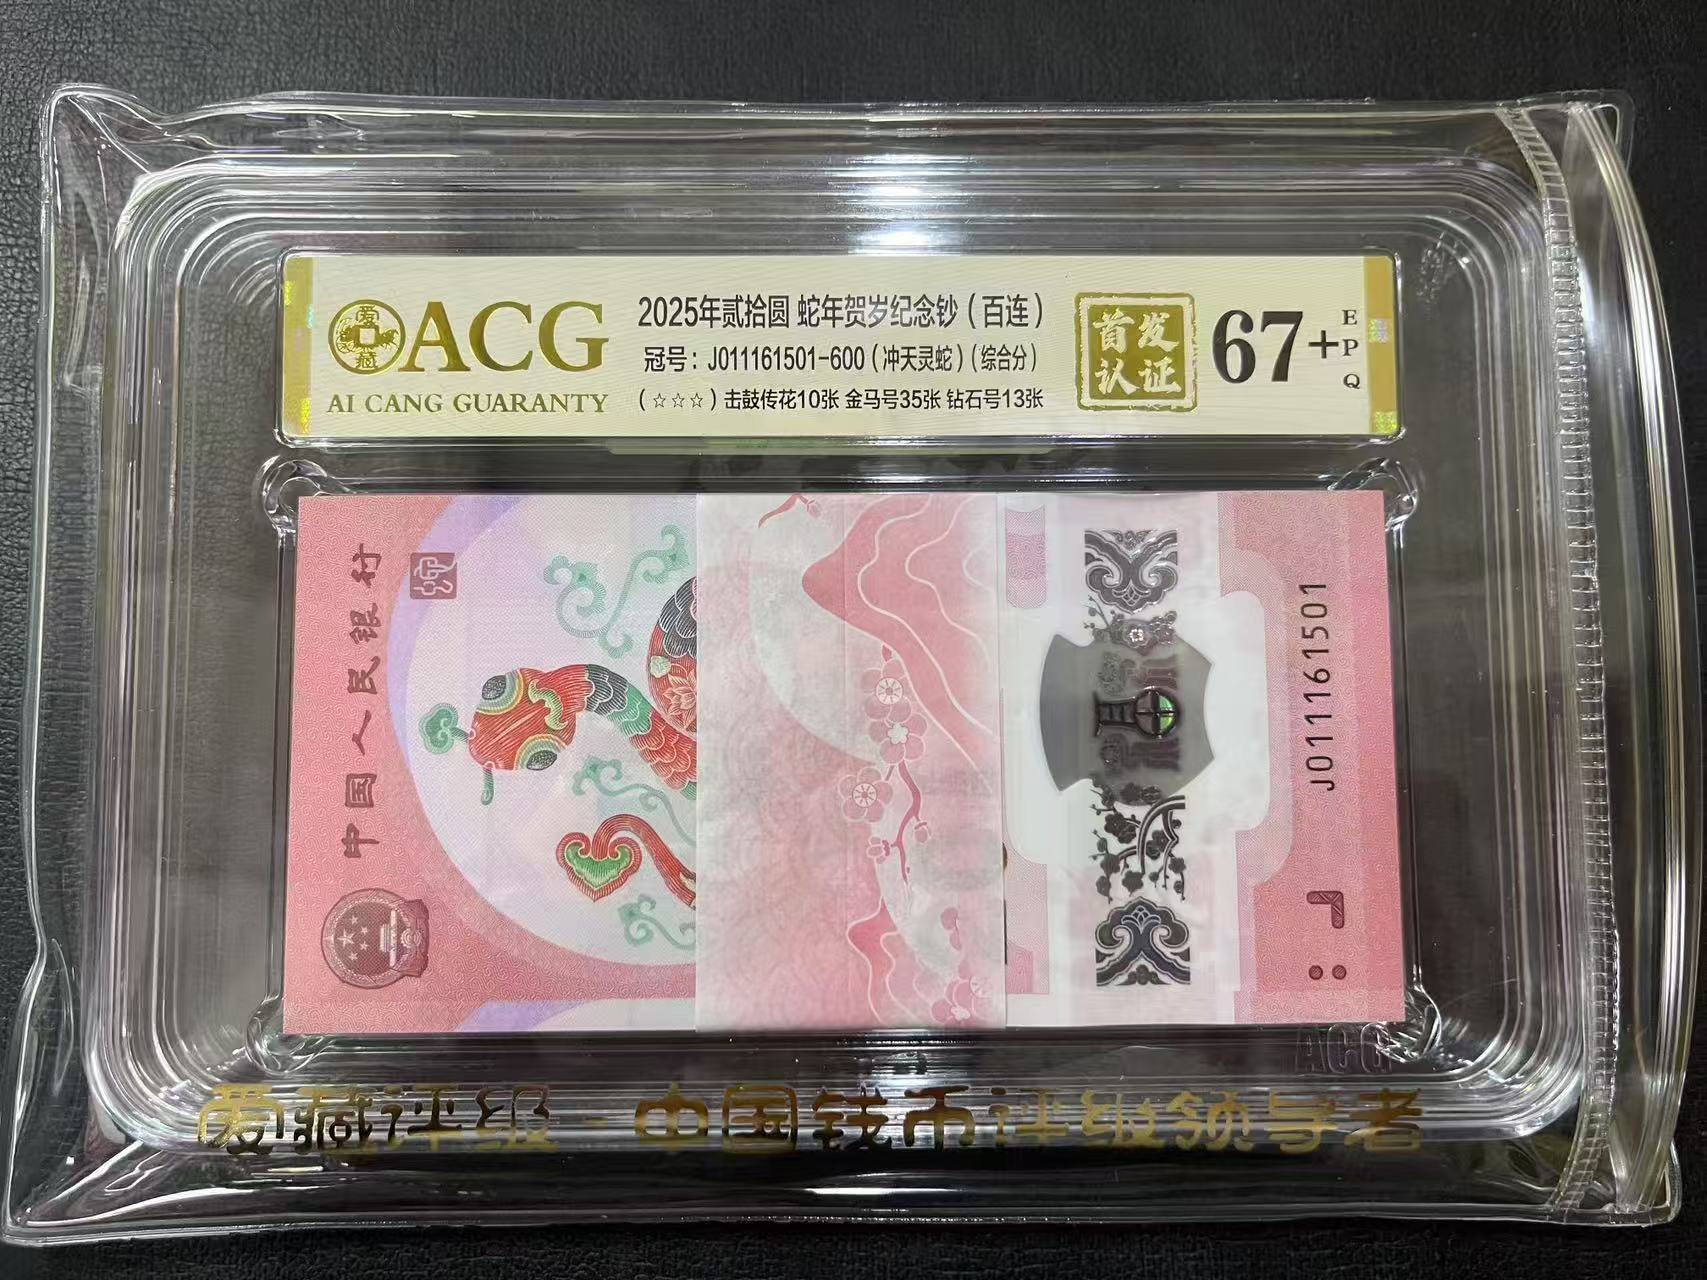 爱藏
ACG
AI CANG GUARANTY
2025年贰拾圆 蛇年贺岁纪念钞（百连）
冠号：J011161501-600（冲天灵蛇）（综合分）
（☆☆☆）击鼓传花10张 金马号35张 钻石号13张
首发
认证
67+
EPQ
中国人民银行
J011161501
ACG
爱藏评级-中国钱币评级领导者